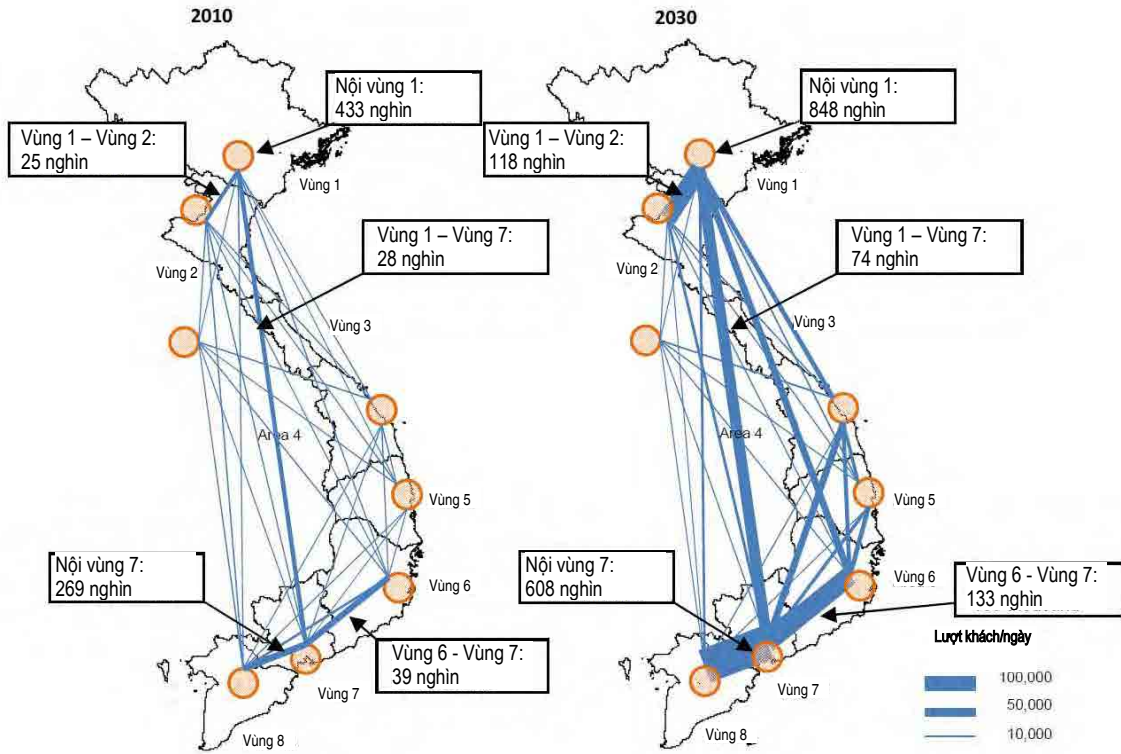 2010
Nội vùng 1:
433 nghìn
Vùng 1 – Vùng 2:
25 nghìn
Vùng 1
Vùng 1 – Vùng 7:
28 nghìn
Vùng 2
Vùng 3
Area 4
Vùng 5
Nội vùng 7:
269 nghìn
Vùng 6
Vùng 6 - Vùng 7:
39 nghìn
Vùng 7
Vùng 8
2030
Nội vùng 1:
848 nghìn
Vùng 1 – Vùng 2:
118 nghìn
Vùng 1
Vùng 1 – Vùng 7:
74 nghìn
Vùng 2
Vùng 3
Area 4
Vùng 5
Nội vùng 7:
608 nghìn
Vùng 6
Vùng 6 - Vùng 7:
133 nghìn
Vùng 7
Vùng 8
Lượt khách/ngày
100,000
50,000
10,000